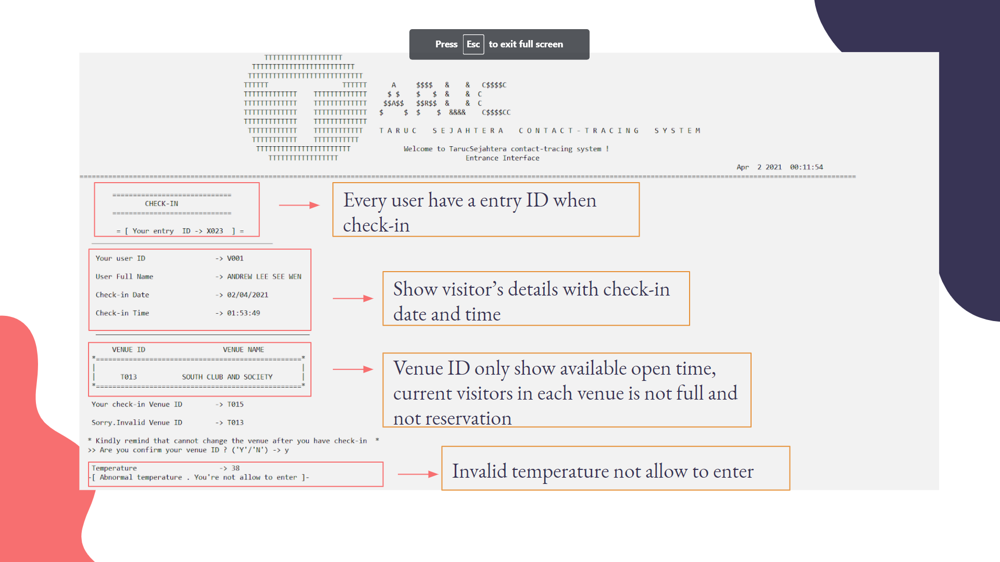 Press Esc to exit full screen
TTTTTTTTTTTTTTTTTTT
TTTTTTTTTTTTTTTTTTTTTTTTT
TTTTTTTTTTTTTTTTTTTTTTTTTTTT
TTTTTT TTTTTT A $$$$ & & C$$$$C
TTTTTTTTTTTTT TTTTTTTTTTTTT $ $ $ $ & & C
TTTTTTTTTTTTT TTTTTTTTTTTTT $$A$$ $$R$$ & & C
TTTTTTTTTTTTT TTTTTTTTTTTTT $ $ $ $ &&&& C$$$$CC
TTTTTTTTTTTTT TTTTTTTTTTTTT
TTTTTTTTTTTT TTTTTTTTTTTT T A R U C S E J A H T E R A C O N T A C T - T R A C I N G S Y S T E M
TTTTTTTTTTT TTTTTTTTTTT
TTTTTTTTTTTTTTTTTTTTTTT Welcome to TarucSejahtera contact-tracing system !
TTTTTTTTTTTTTTTTT Entrance Interface
Apr 2 2021 00:11:54
CHECK-IN
= [ Your entry ID -> X023 ] =
Every user have a entry ID when
check-in
Your user ID -> V001
User Full Name -> ANDREW LEE SEE WEN
Check-in Date -> 02/04/2021
Check-in Time -> 01:53:49
Show visitor's details with check-in
date and time
VENUE ID VENUE NAME
*==================================================*
| |
| T013 SOUTH CLUB AND SOCIETY |
*==================================================*
Venue ID only show available open time,
current visitors in each venue is not full and
not reservation
Your check-in Venue ID -> T015
Sorry.Invalid Venue ID -> T013
* Kindly remind that cannot change the venue after you have check-in *
>> Are you confirm your venue ID ? ('Y'/'N') -> y
Temperature -> 38
-[ Abnormal temperature . You're not allow to enter ]-
Invalid temperature not allow to enter